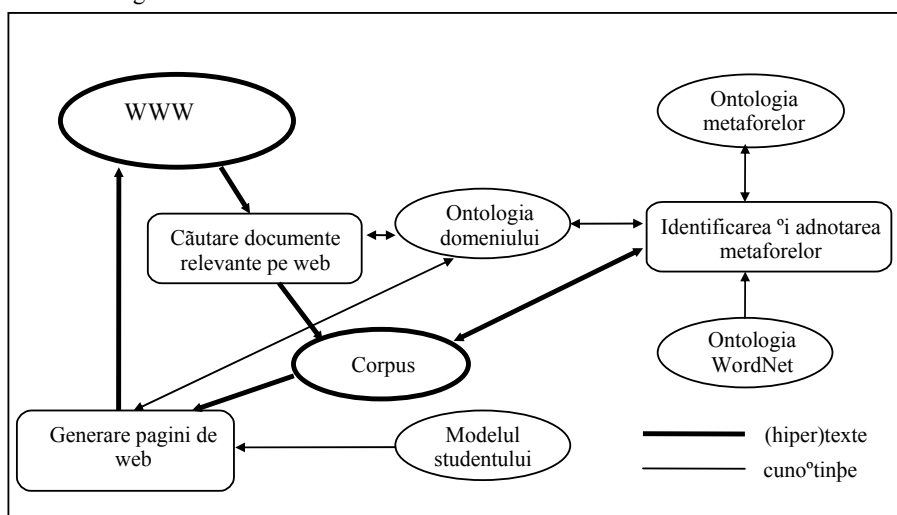 WWW
Ontologia
metaforelor
Cãutare documente
relevante pe web
Ontologia
domeniului
Identificarea ºi adnotarea
metaforelor
Corpus
Ontologia
WordNet
Generare pagini de
web
Modelul
studentului
(hiper)texte
cunoºtinþe